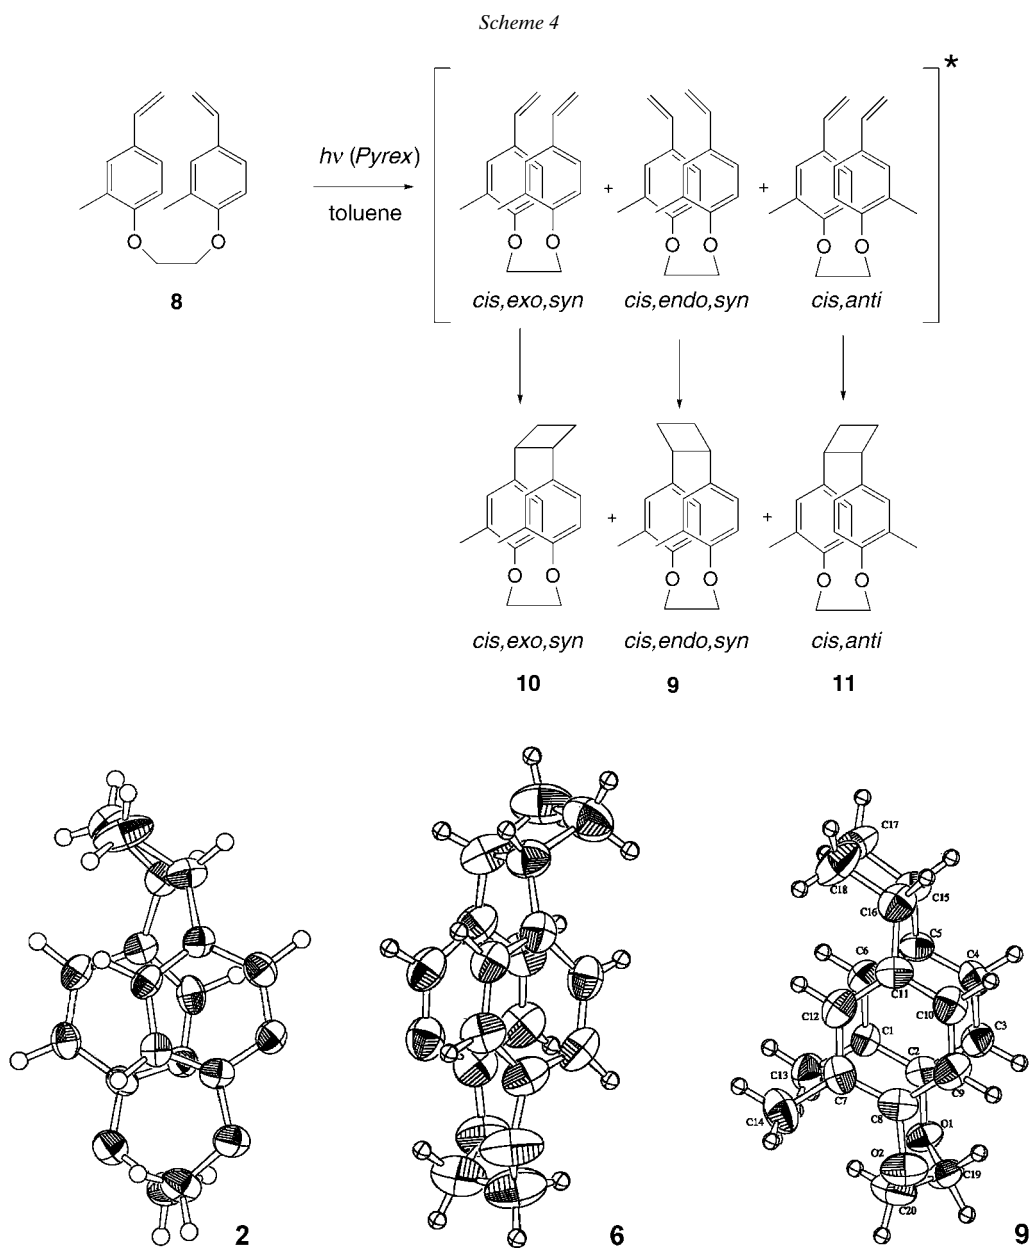 Scheme 4
*
hν (Pyrex)
toluene
+ +
O O O O O O O O
8
cis,exo,syn cis,endo,syn cis,anti
+ +
O O O O O O
cis,exo,syn cis,endo,syn cis,anti
10 9 11
C17
C18
C15
C16
C5
C6 C4
C11
C12 C10
C1 C3
C2
C13
C7 C9
C14
C8
O1
O2
C19
C20
2 6 9